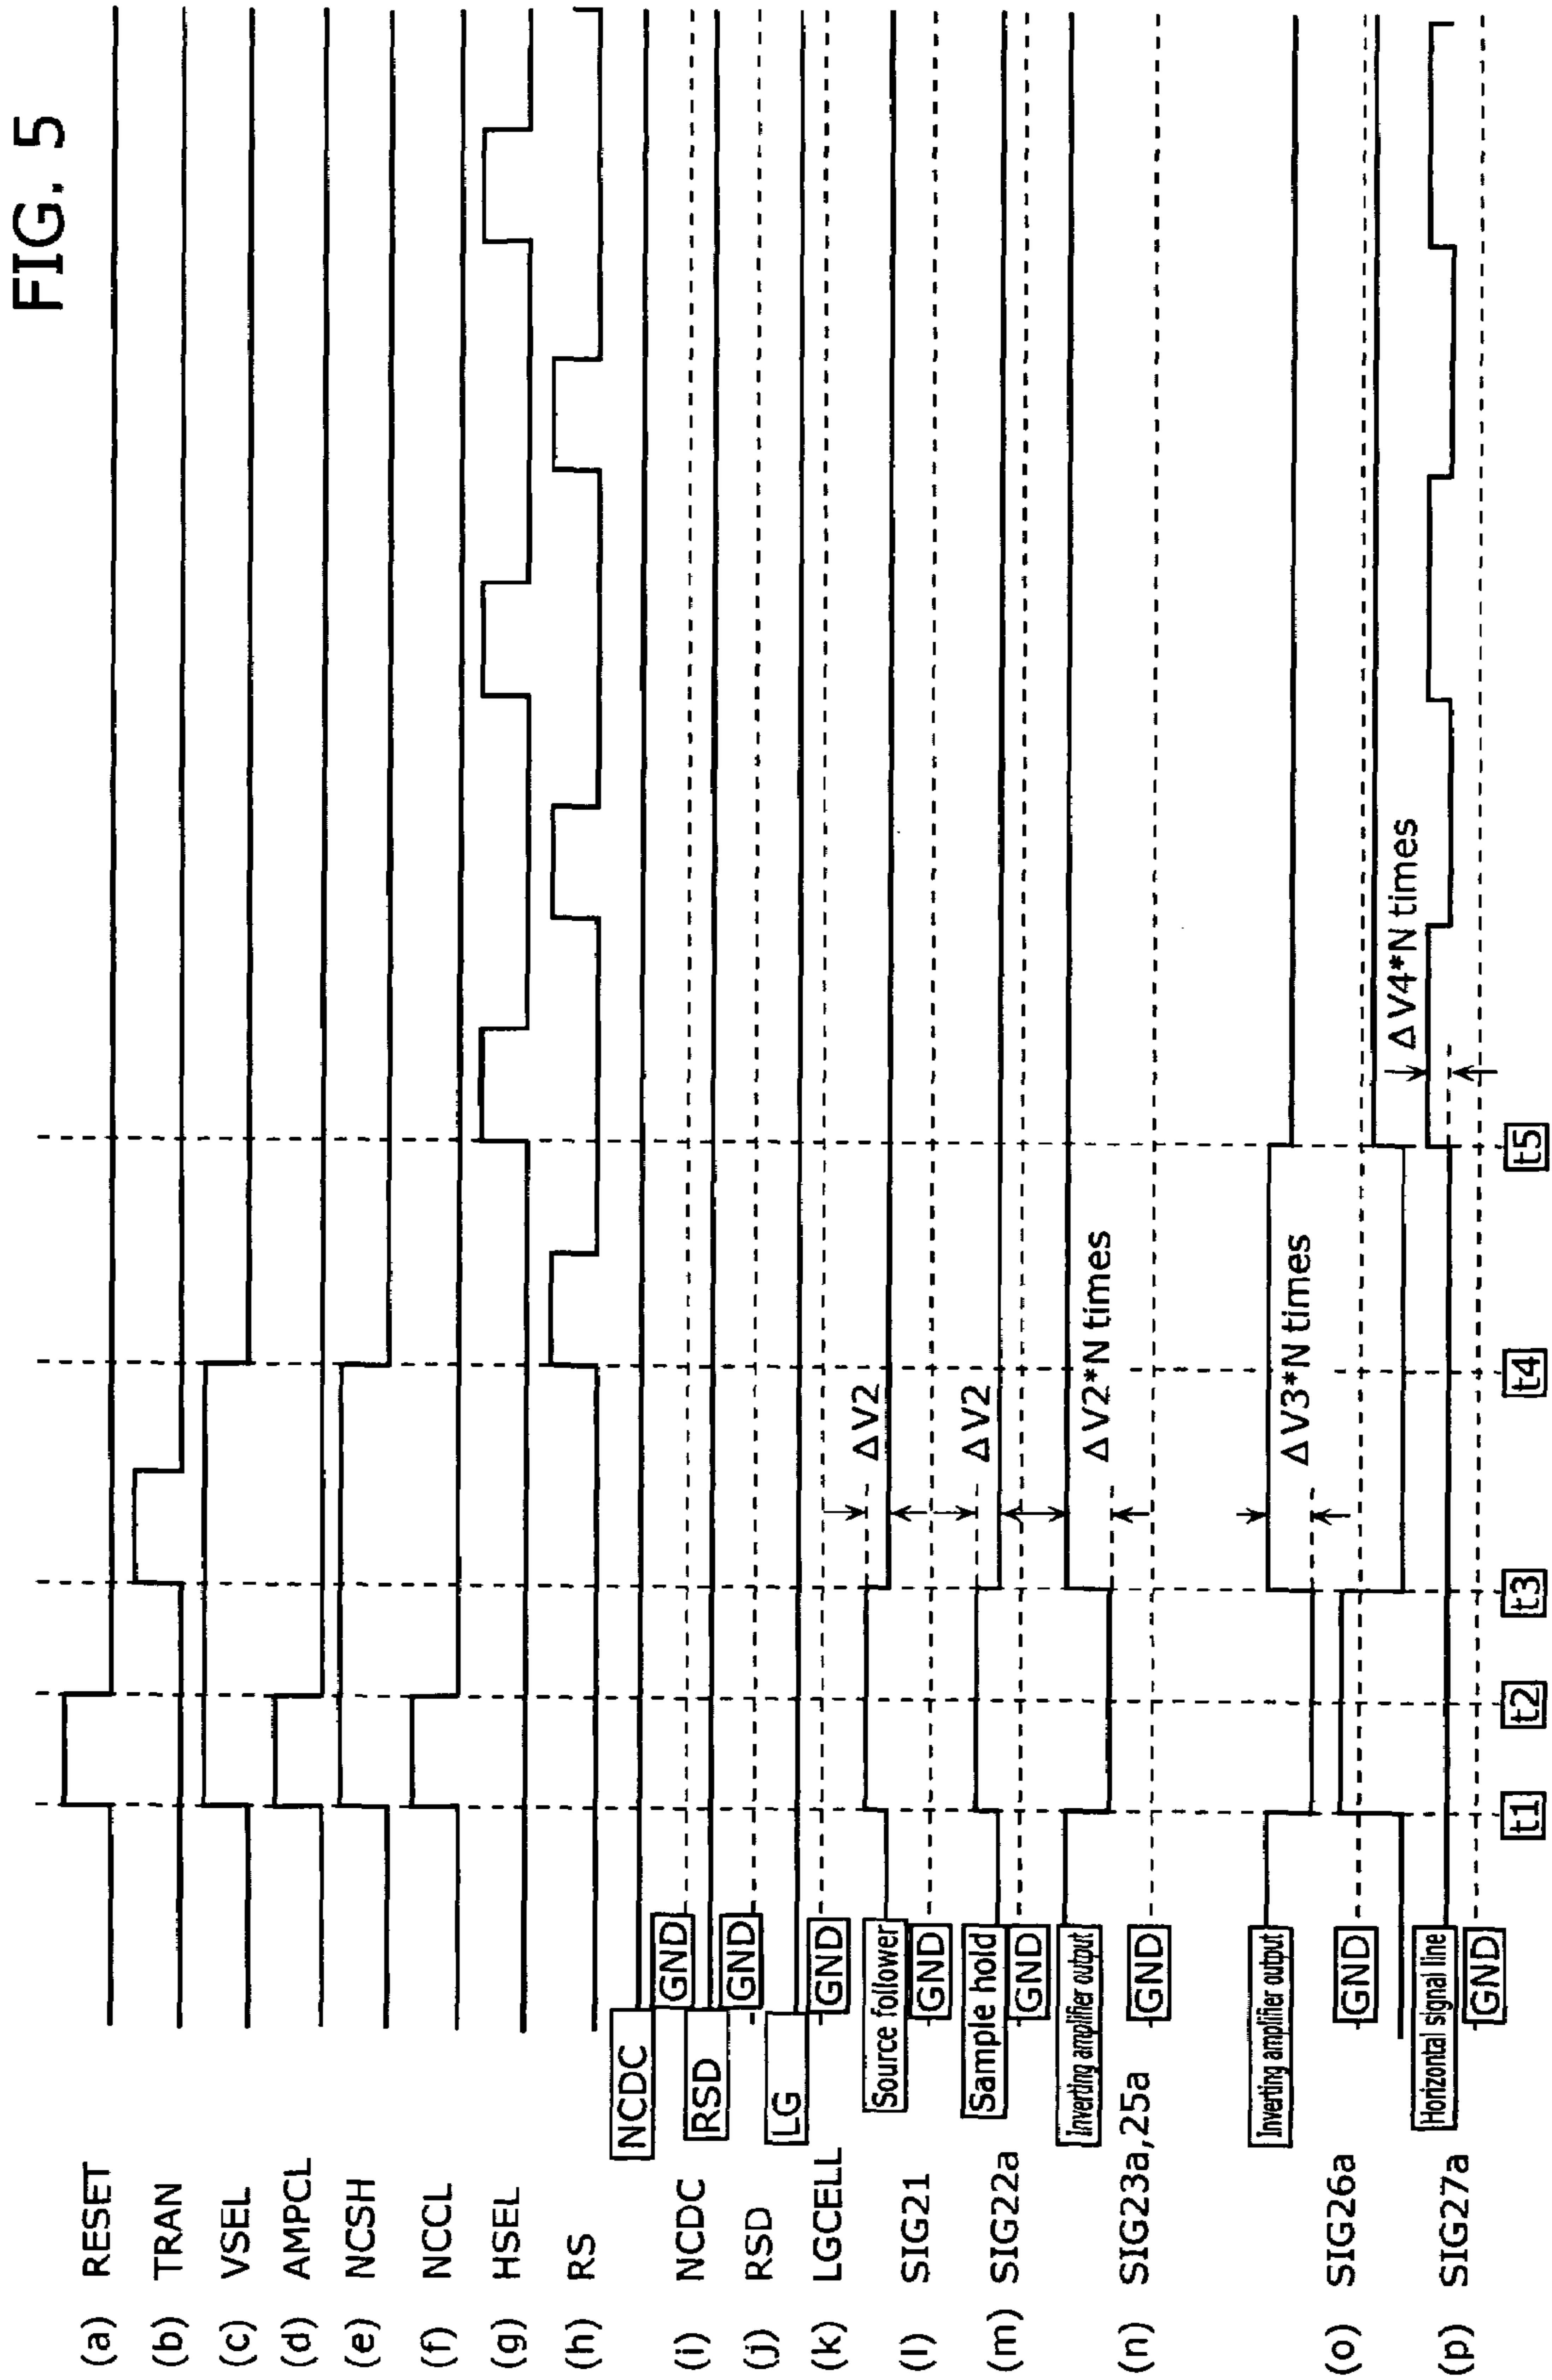 FIG. 5
(a) RESET
(b) TRAN
(c) VSEL
(d) AMPCL
(e) NCSH
(f) NCCL
(g) HSEL
(h) RS
(i) NCDC
NCDC
GND
(j) RSD
RSD
GND
(k) LGCELL
LG
GND
(l) SIG21
Source follower
GND
ΔV2
(m) SIG22a
Sample hold
GND
ΔV2
(n) SIG23a,25a
Inverting amplifier output
GND
ΔV2*N times
(o) SIG26a
Inverting amplifier output
GND
ΔV3*N times
(p) SIG27a
Horizontal signal line
GND
ΔV4*N times
t1
t2
t3
t4
t5